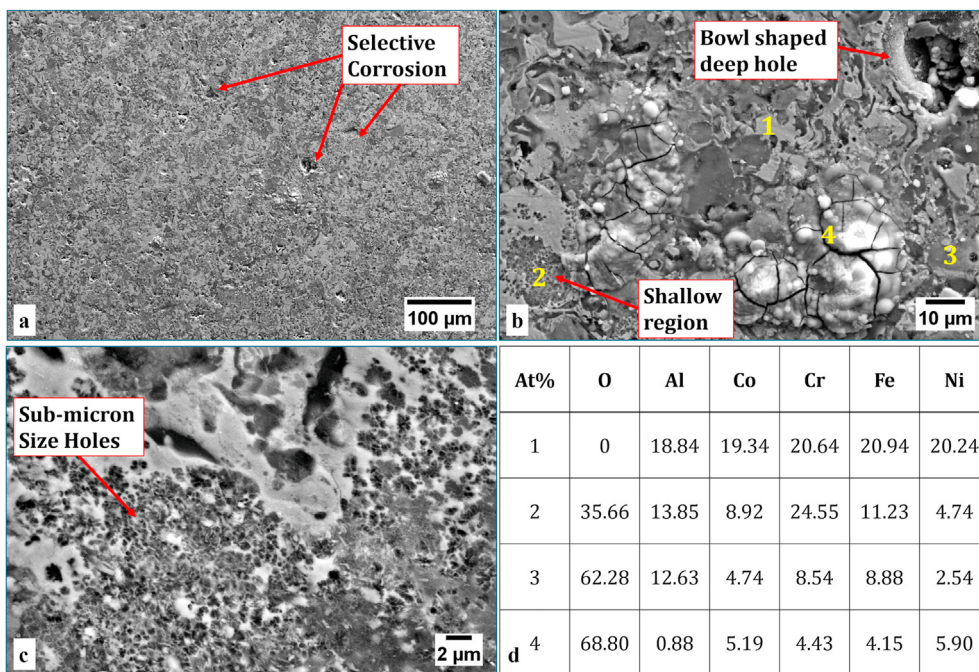 Selective
Corrosion
a
100 µm
Bowl shaped
deep hole
1
4
3
2
Shallow
region
b
10 µm
Sub-micron
Size Holes
c
2 µm
At% O Al Co Cr Fe Ni
1 0 18.84 19.34 20.64 20.94 20.24
2 35.66 13.85 8.92 24.55 11.23 4.74
3 62.28 12.63 4.74 8.54 8.88 2.54
4 68.80 0.88 5.19 4.43 4.15 5.90
d